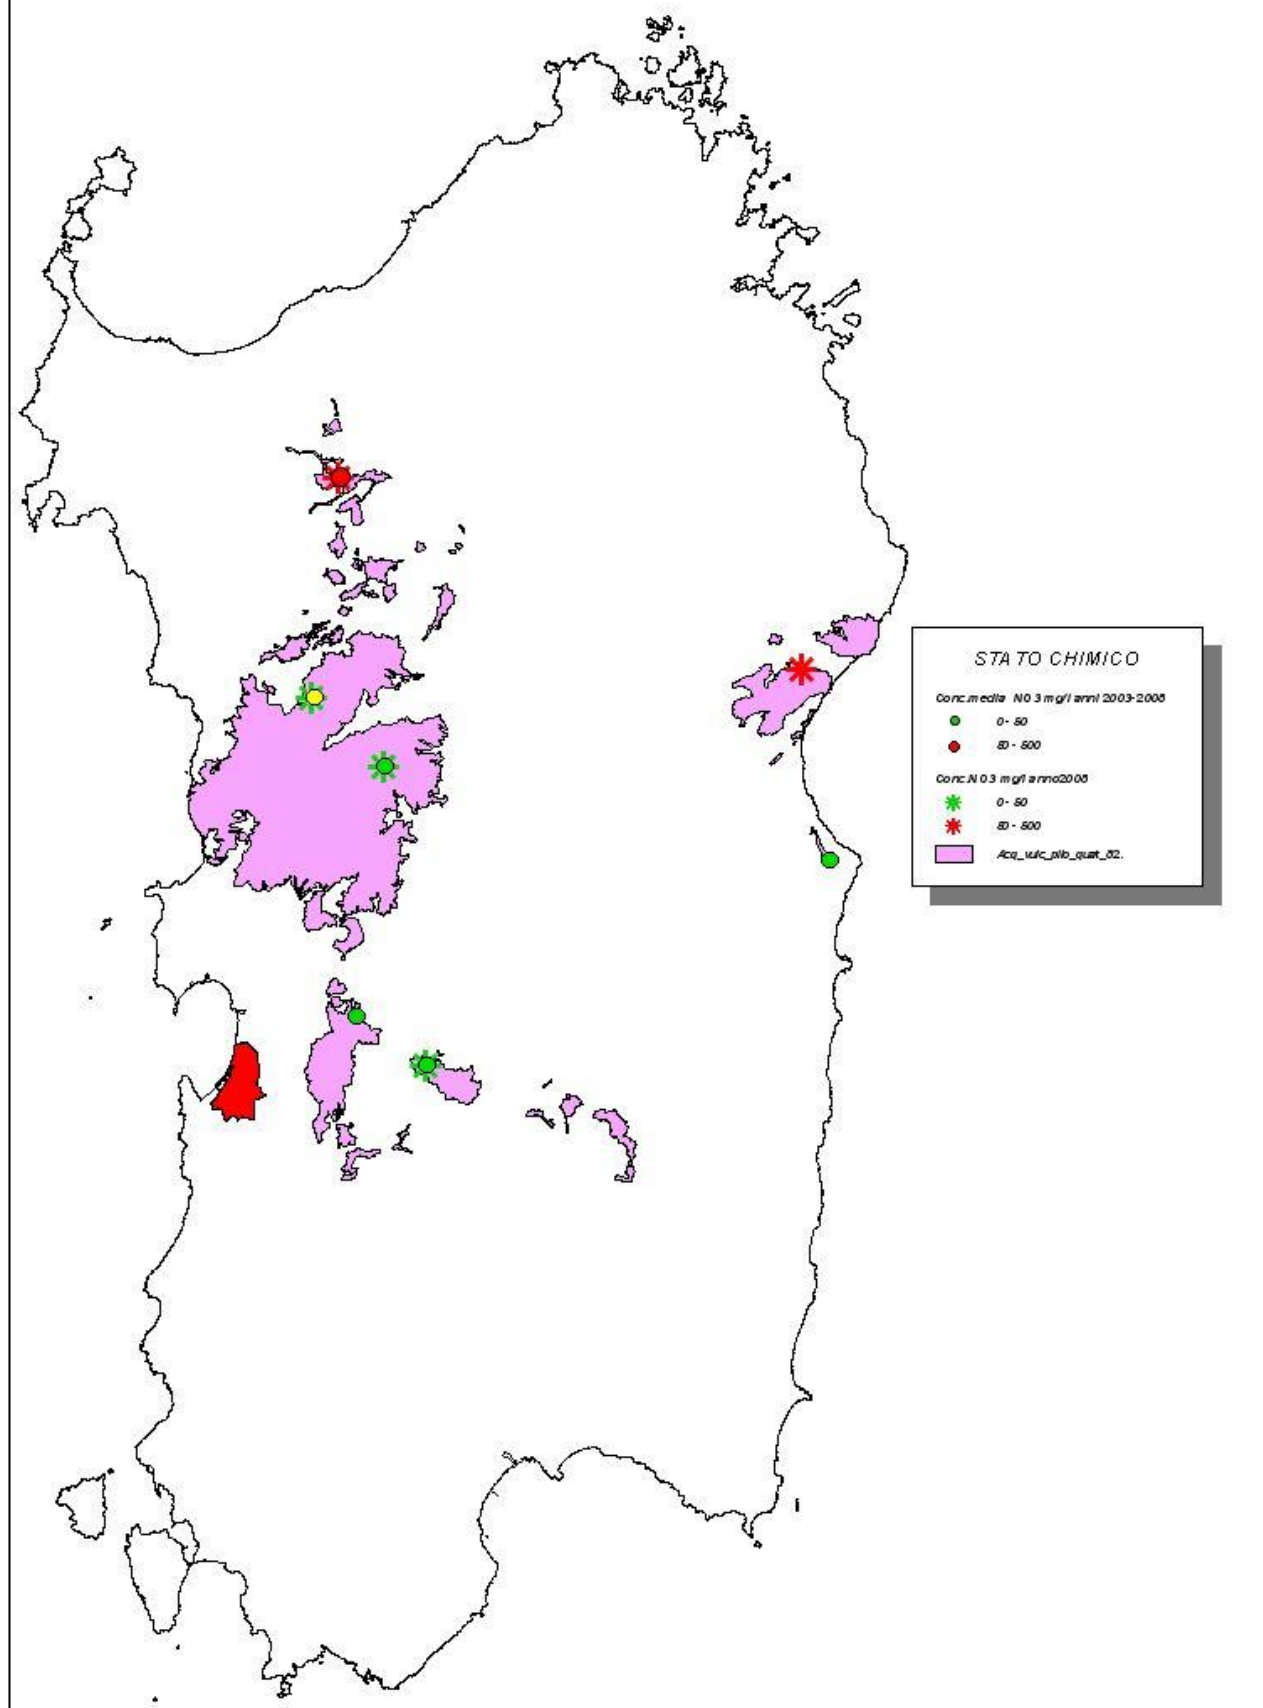 STATO CHIMICO
Conc.media NO3 mg/l anni 2003-2008
0 - 50
50 - 500
Conc.NO3 mg/l anno2008
0 - 50
50 - 500
Acq_vulc_plio_quat_02.